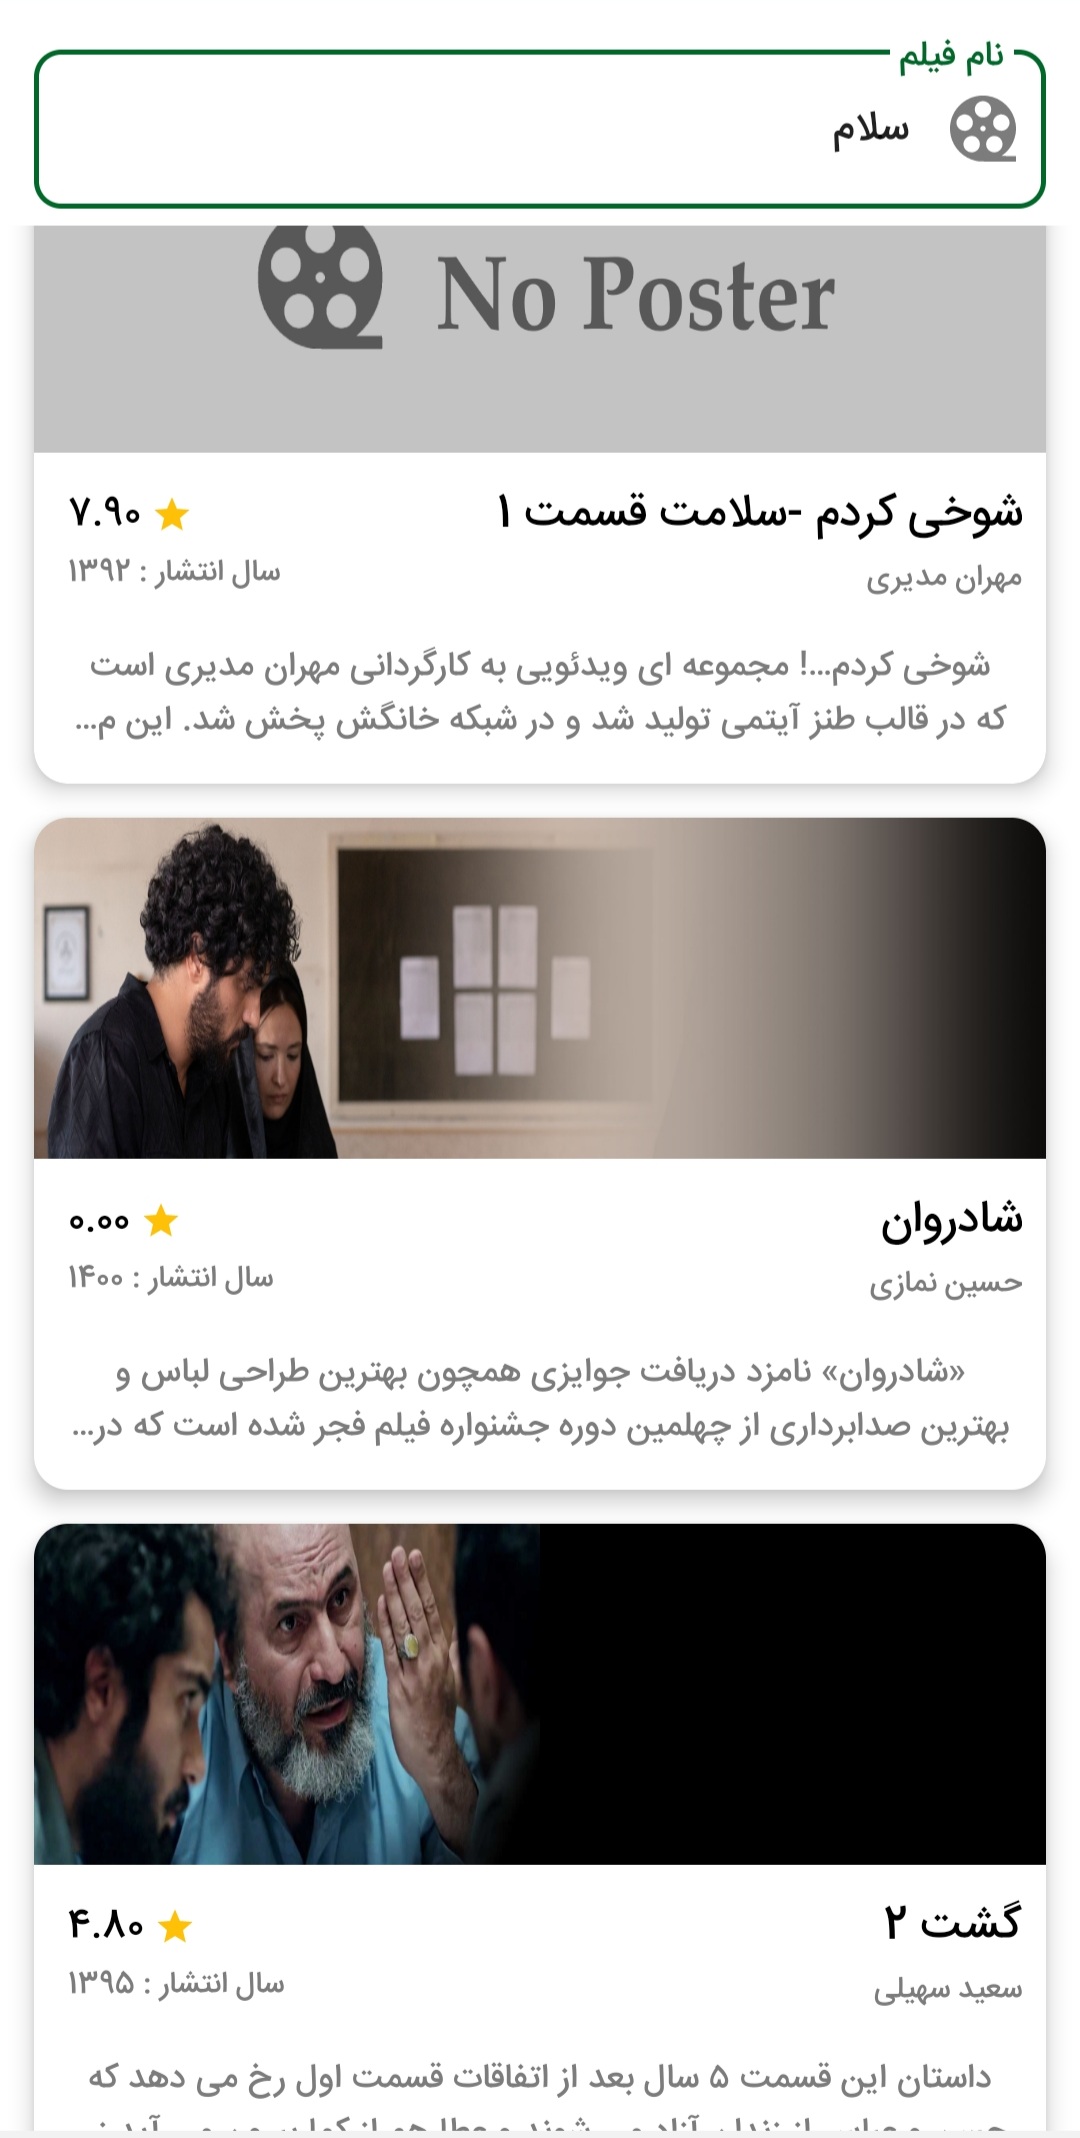 نام فیلم
سلام
No Poster
شوخی کردم -سلامت قسمت ۱
۷.۹۰
مهران مدیری
سال انتشار : ۱۳۹۲
شوخی کردم...! مجموعه ای ویدئویی به کارگردانی مهران مدیری است
که در قالب طنز آیتمی تولید شد و در شبکه خانگش پخش شد. این م...
شادروان
۰.۰۰
حسین نمازی
سال انتشار : ۱۴۰۰
«شادروان» نامزد دریافت جوایزی همچون بهترین طراحی لباس و
بهترین صدابرداری از چهلمین دوره جشنواره فیلم فجر شده است که در...
گشت ۲
۴.۸۰
سعید سهیلی
سال انتشار : ۱۳۹۵
داستان این قسمت ۵ سال بعد از اتفاقات قسمت اول رخ می دهد که